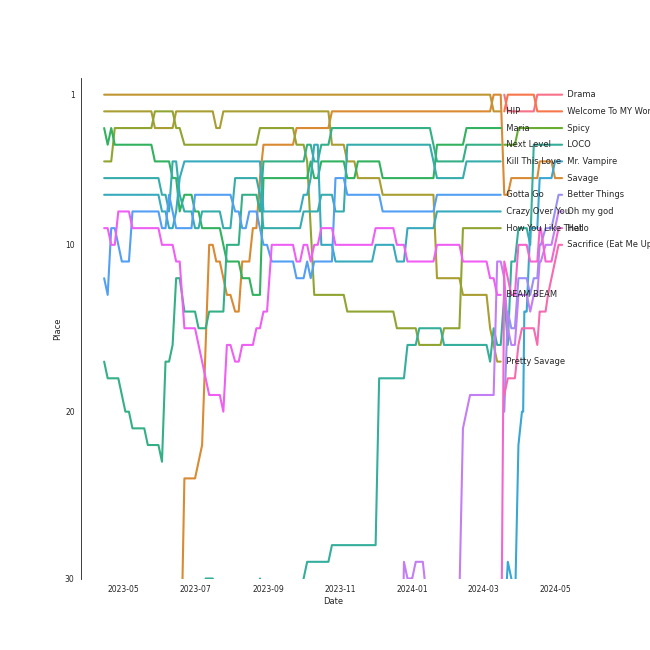 1
Drama
HIP
Welcome To MY Wor
Maria
Spicy
Next Level
LOCO
Kill This Love
Mr. Vampire
Savage
Gotta Go
Better Things
Crazy Over You
Oh my god
How You Like That
Hello
10
Sacrifice (Eat Me Up
BEAM BEAM
Place
Pretty Savage
20
30
2023-05
2023-07
2023-09
2023-11
2024-01
2024-03
2024-05
Date